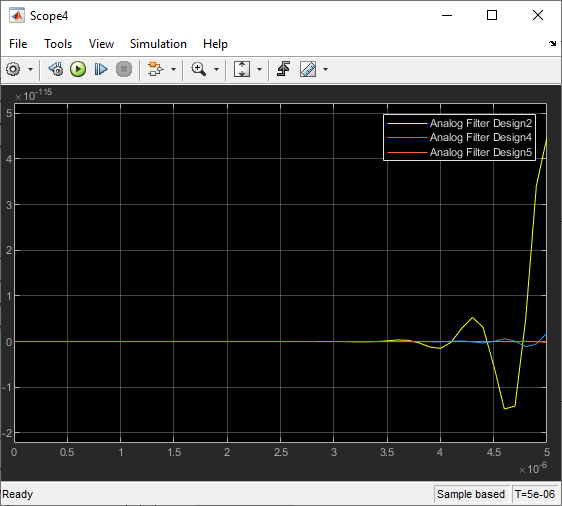 Scope4
File Tools View Simulation Help
×10-115
Analog Filter Design2
Analog Filter Design4
Analog Filter Design5
5
4
3
2
1
0
-1
-2
0 0.5 1 1.5 2 2.5 3 3.5 4 4.5 5
×10-6
Ready Sample based T=5e-06